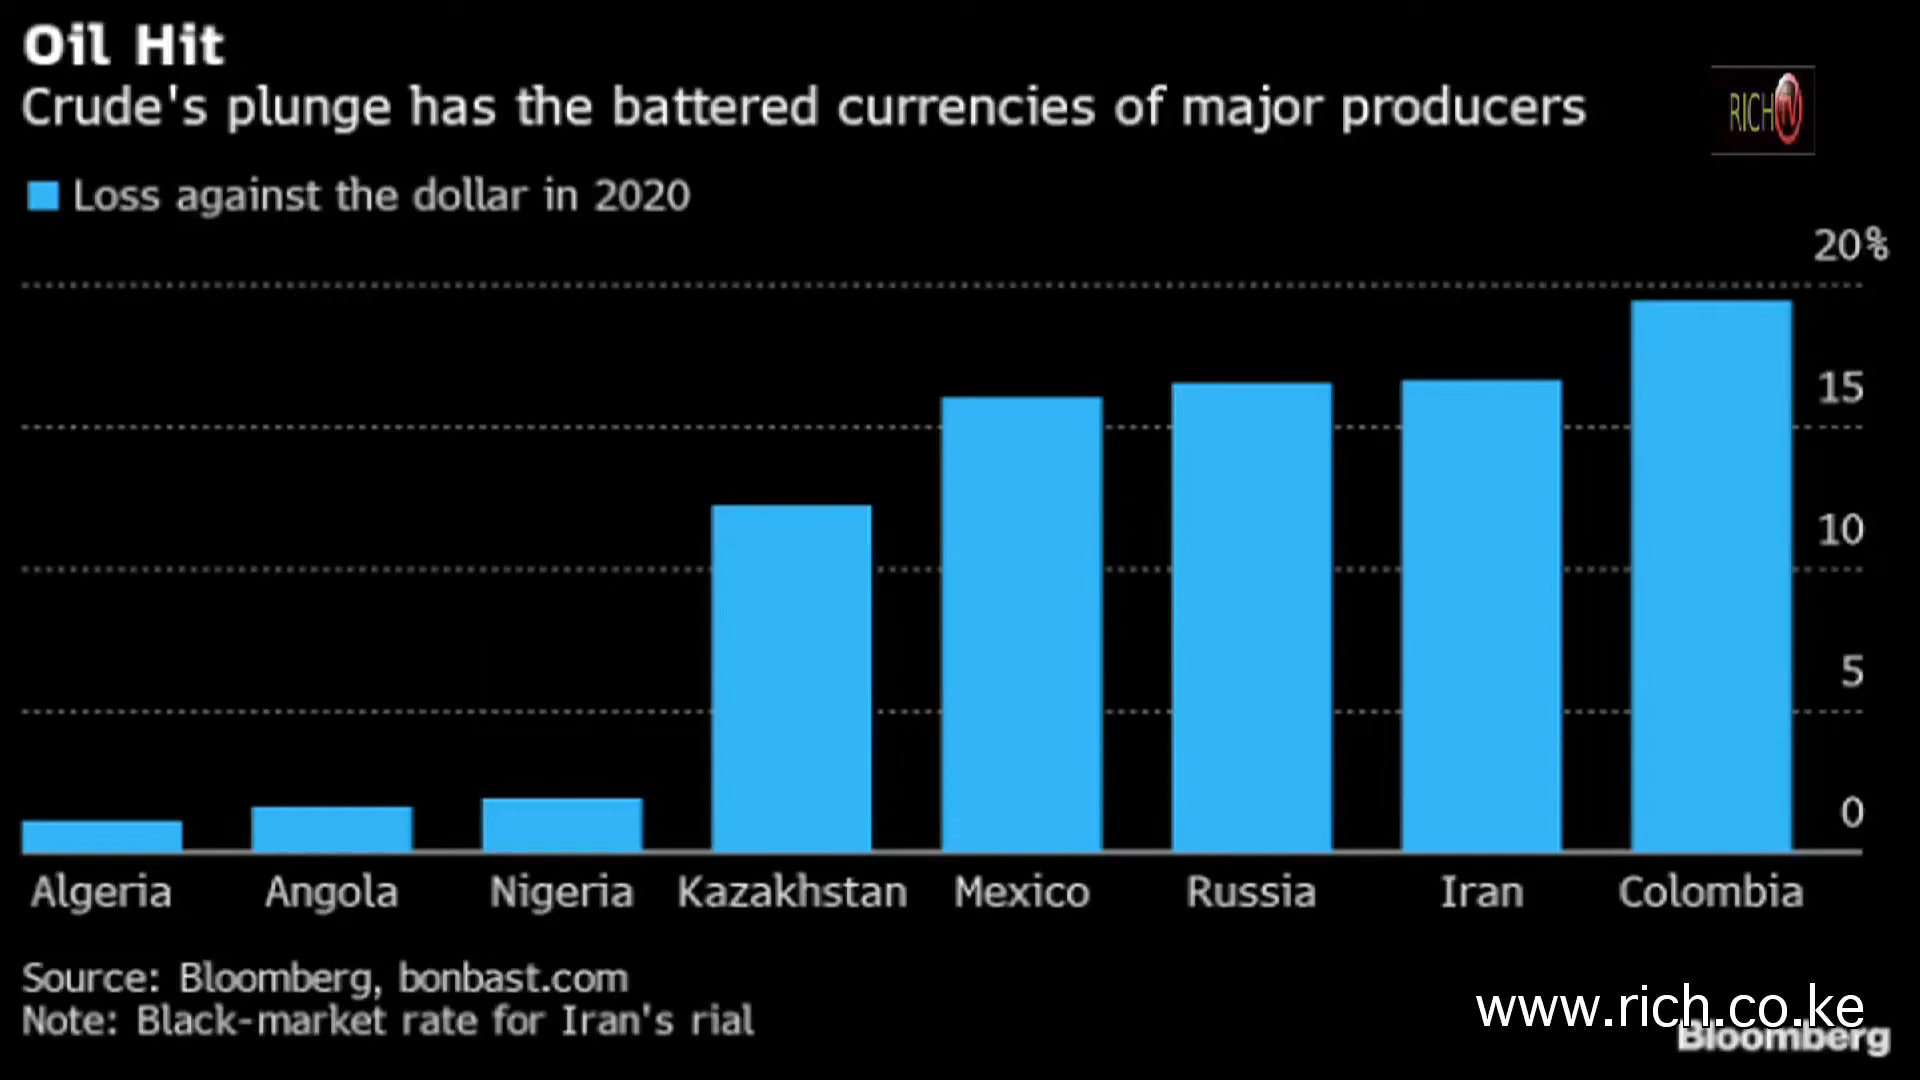 Oil Hit
Crude's plunge has the battered currencies of major producers
RICH TV
Loss against the dollar in 2020
20%
15
10
5
0
Algeria Angola Nigeria Kazakhstan Mexico Russia Iran Colombia
Source: Bloomberg, bonbast.com
Note: Black-market rate for Iran's rial
www.rich.co.ke
Bloomberg